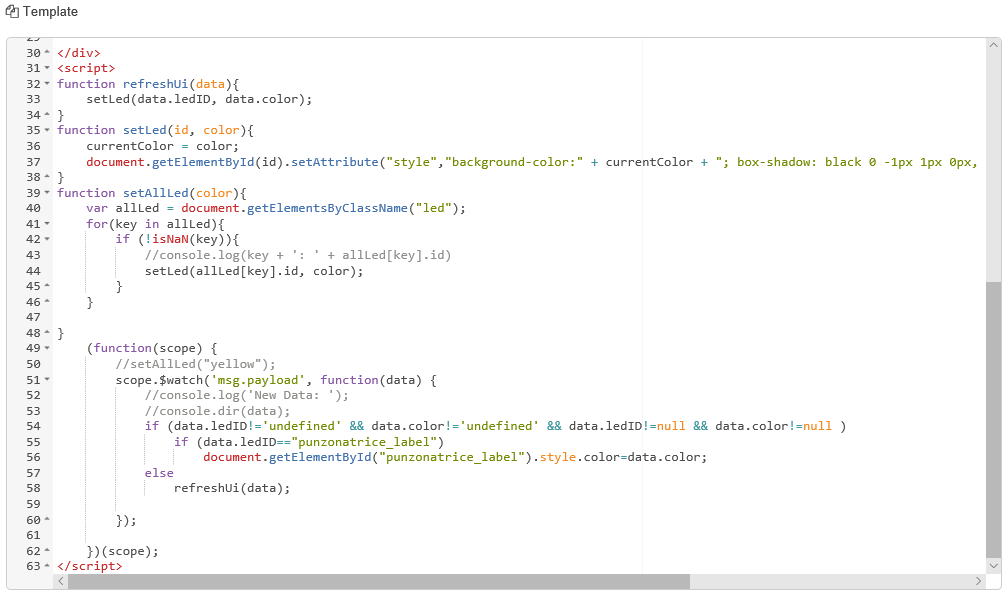 Template
29
30 </div>
31 <script>
32 function refreshUi(data){
33     setLed(data.ledID, data.color);
34 }
35 function setLed(id, color){
36     currentColor = color;
37     document.getElementById(id).setAttribute("style","background-color:" + currentColor + "; box-shadow: black 0 -1px 1px 0px,
38 }
39 function setAllLed(color){
40     var allLed = document.getElementsByClassName("led");
41     for(key in allLed){
42         if (!isNaN(key)){
43             //console.log(key + ': ' + allLed[key].id)
44             setLed(allLed[key].id, color);
45         }
46     }
47
48 }
49     (function(scope) {
50         //setAllLed("yellow");
51         scope.$watch('msg.payload', function(data) {
52             //console.log('New Data: ');
53             //console.dir(data);
54             if (data.ledID!='undefined' && data.color!='undefined' && data.ledID!=null && data.color!=null )
55                 if (data.ledID=="punzonatrice_label")
56                     document.getElementById("punzonatrice_label").style.color=data.color;
57             else
58                 refreshUi(data);
59
60         });
61
62     })(scope);
63 </script>